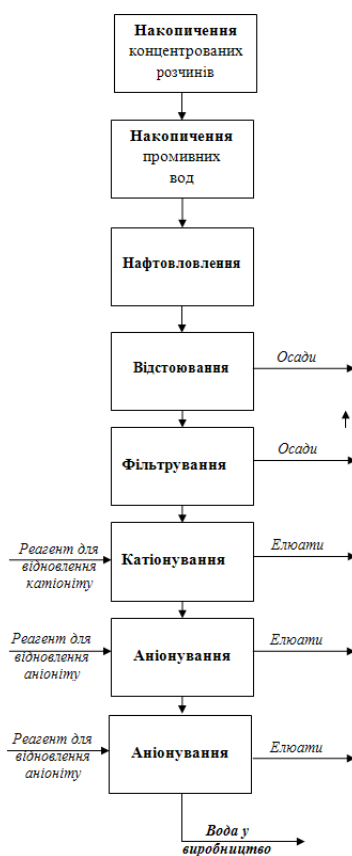 Накопичення
концентрованих
розчинів
Накопичення
промивних
вод
Нафтовловлення
Відстоювання
Осади
Фільтрування
Осади
Реагент для
відновлення
катіоніту
Катіонування
Елюати
Реагент для
відновлення
аніоніту
Аніонування
Елюати
Реагент для
відновлення
аніоніту
Аніонування
Елюати
Вода у
виробництво